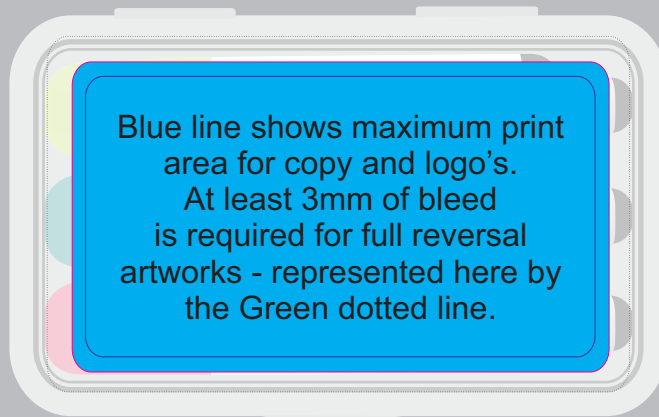 Blue line shows maximum print
area for copy and logo’s.
At least 3mm of bleed
is required for full reversal
artworks - represented here by
the Green dotted line.